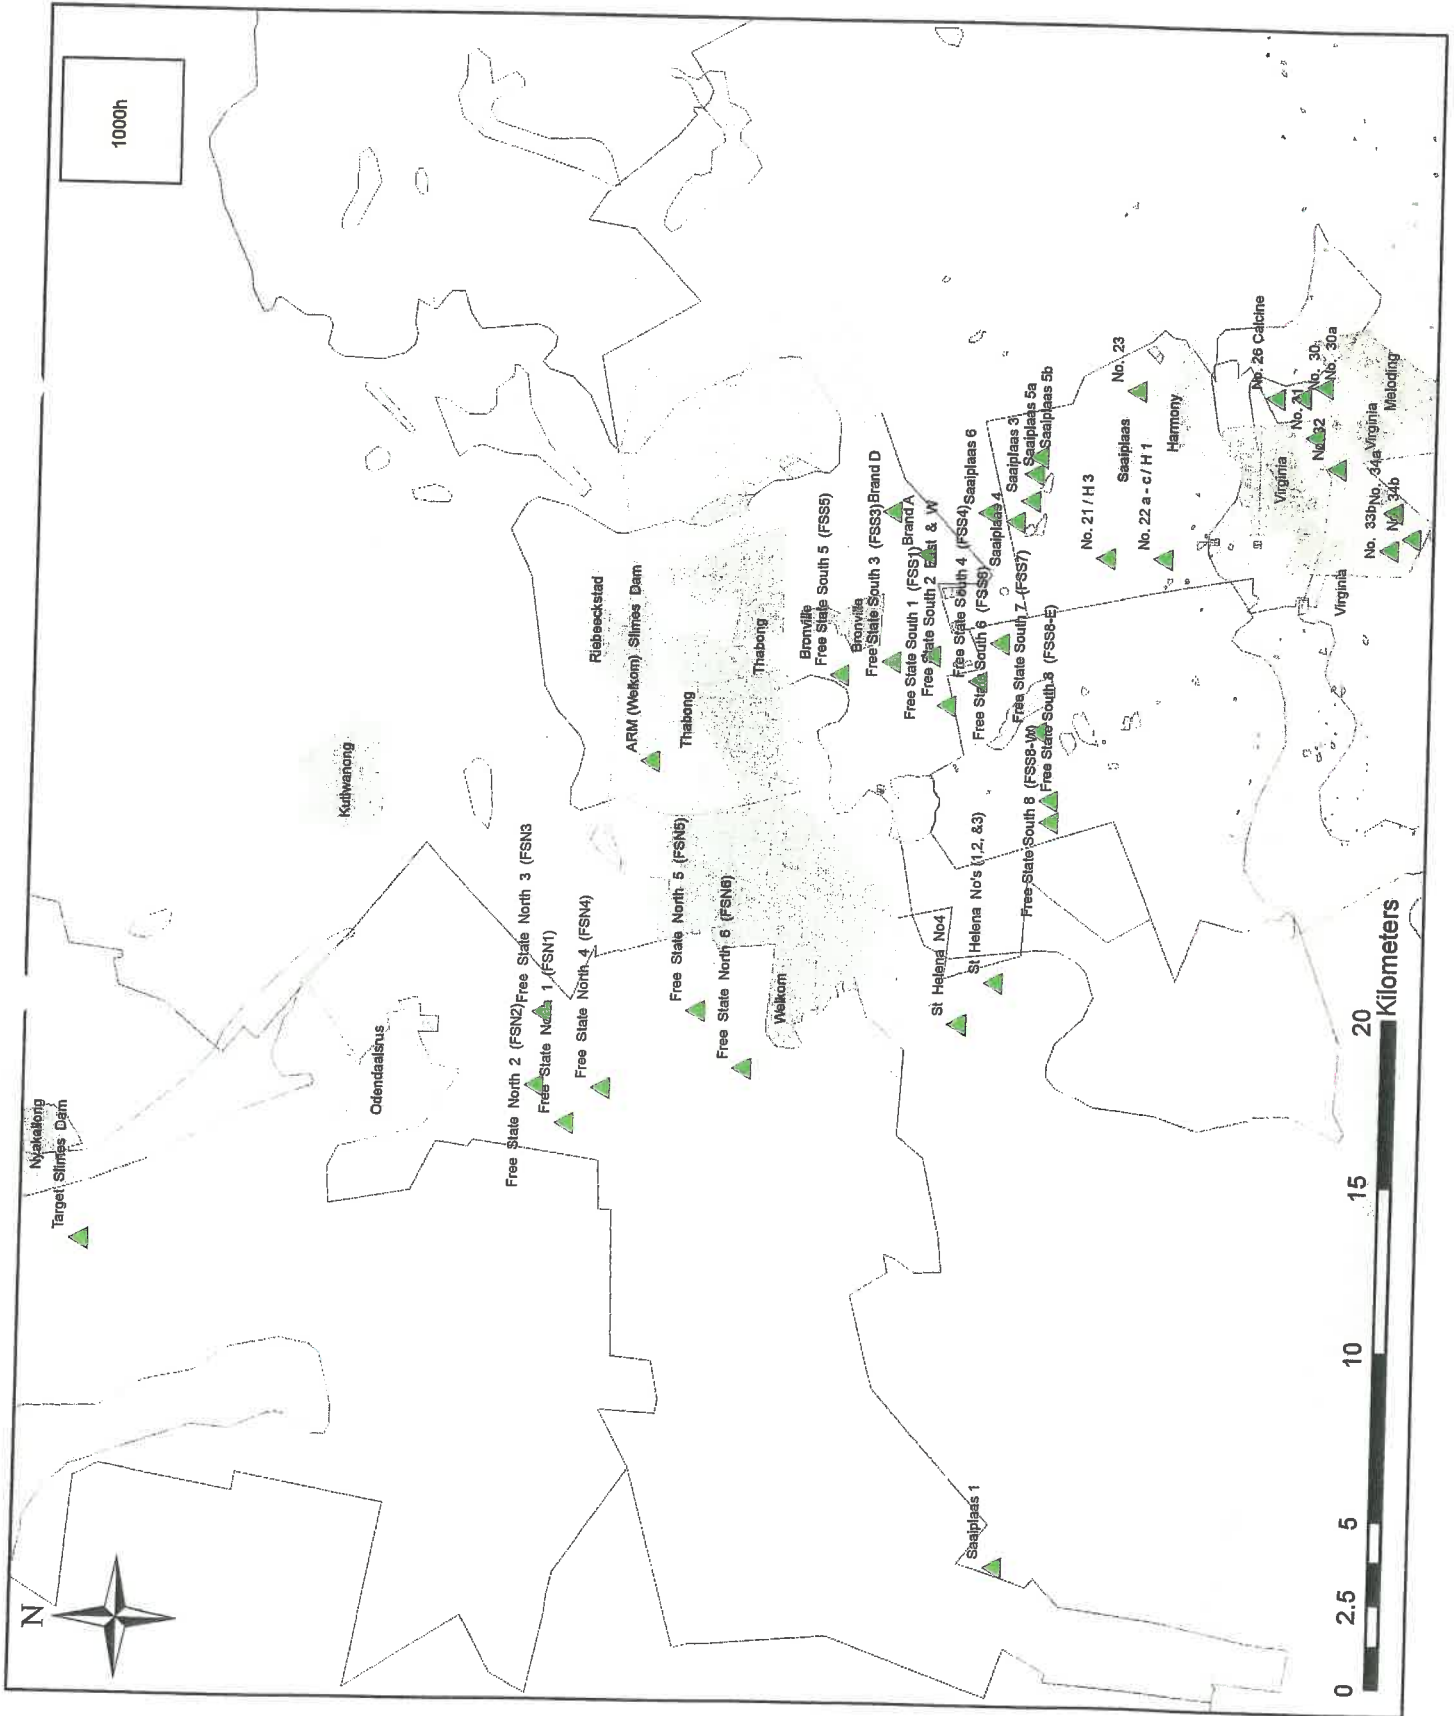 N
Nyakallong
Target Slimes Dam
1000h
Kutlwanong
Odendaalsrus
Free State North 2 (FSN2)
Free State North 3 (FSN3
Free State North 1 (FSN1)
Free State North 4 (FSN4)
Riebeeckstad
ARM (Welkom) Slimes Dam
Thabong
Free State North 5 (FSN5)
Free State North 6 (FSN6)
Thabong
Welkom
Bronville
Free State South 5 (FSS5)
Bronville
Free State South 3 (FSS3)
Brand D
Brand A
Free State South 1 (FSS1)
Free State South 2 East & W
Free State South 4 (FSS4)
Saaiplaas 6
Free State South 6 (FSS6)
Saaiplaas 4
Saaiplaas 3
Free State South 7 (FSS7)
Saaiplaas 5a
Saaiplaas 5b
Free State South 8 (FSS8-W)
Free State South 8 (FSS8-E)
St Helena No4
St Helena No's (1,2, &3)
Saaiplaas 1
No. 21 / H 3
No. 23
Saaiplaas
No. 22 a - c / H 1
Harmony
No. 26 Calcine
Virginia
No. 31
No. 30
No. 30a
No. 32
Virginia
Virginia
No. 33b
No. 34a
No. 34b
Meloding
0 2.5 5 10 15 20
Kilometers